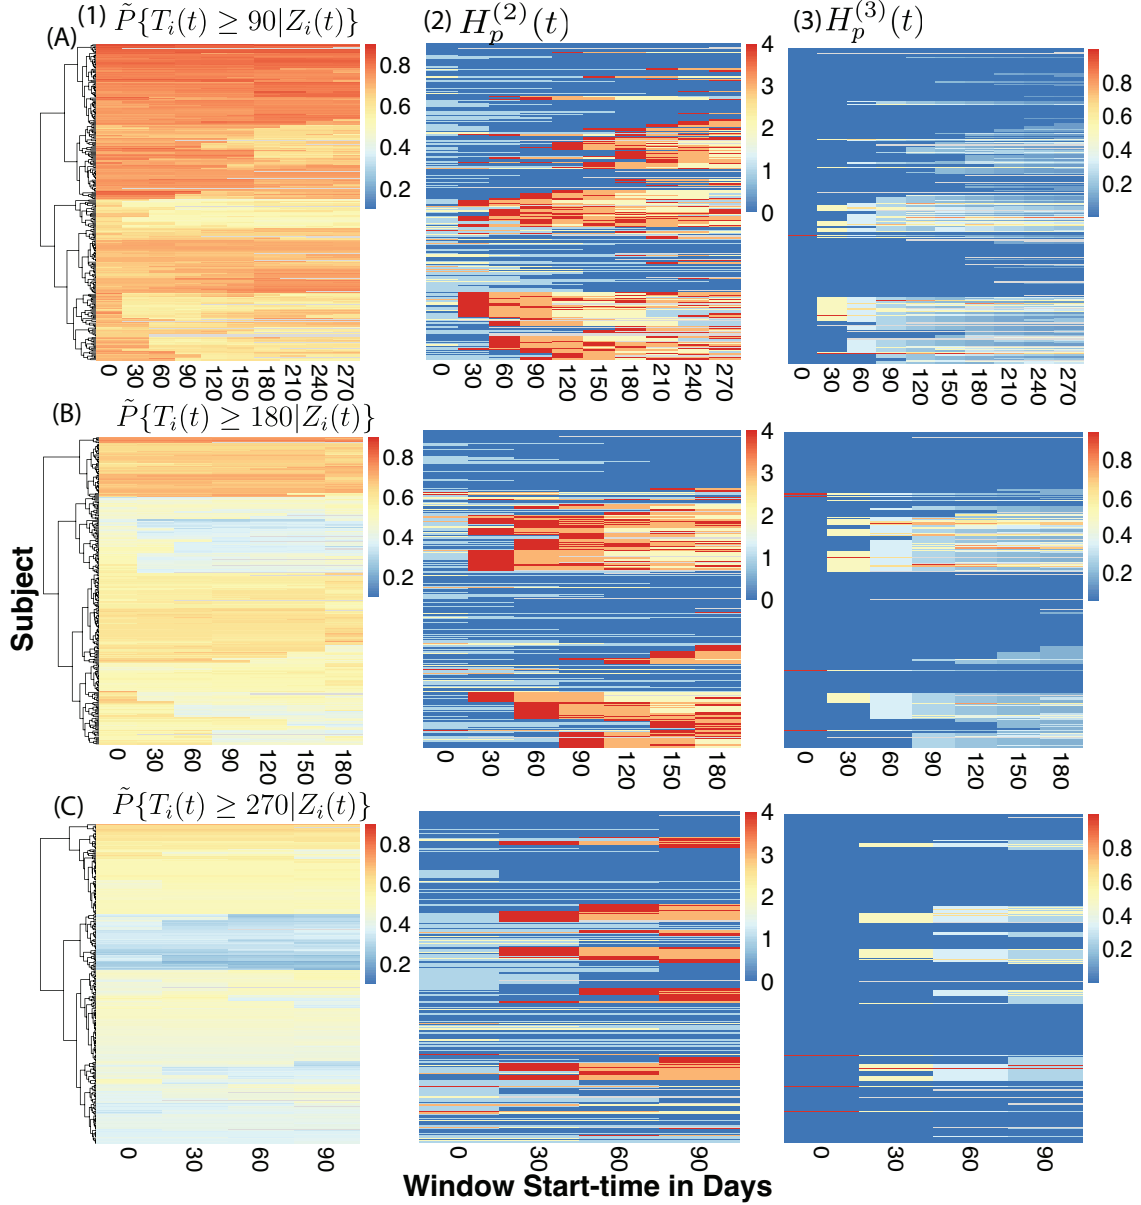 (1) P̃{T_i(t) ≥ 90|Z_i(t)}
(2) H_p^{(2)}(t)
(3) H_p^{(3)}(t)
(A)
0.8
0.6
0.4
0.2
4
3
2
1
0
0.8
0.6
0.4
0.2
0 30 60 90 120 150 180 210 240 270
0 30 60 90 120 150 180 210 240 270
0 30 60 90 120 150 180 210 240 270
(B) P̃{T_i(t) ≥ 180|Z_i(t)}
0.8
0.6
0.4
0.2
4
3
2
1
0
0.8
0.6
0.4
0.2
Subject
0 30 60 90 120 150 180
0 30 60 90 120 150 180
0 30 60 90 120 150 180
(C) P̃{T_i(t) ≥ 270|Z_i(t)}
0.8
0.6
0.4
0.2
4
3
2
1
0
0.8
0.6
0.4
0.2
0 30 60 90
0 30 60 90
0 30 60 90
Window Start-time in Days